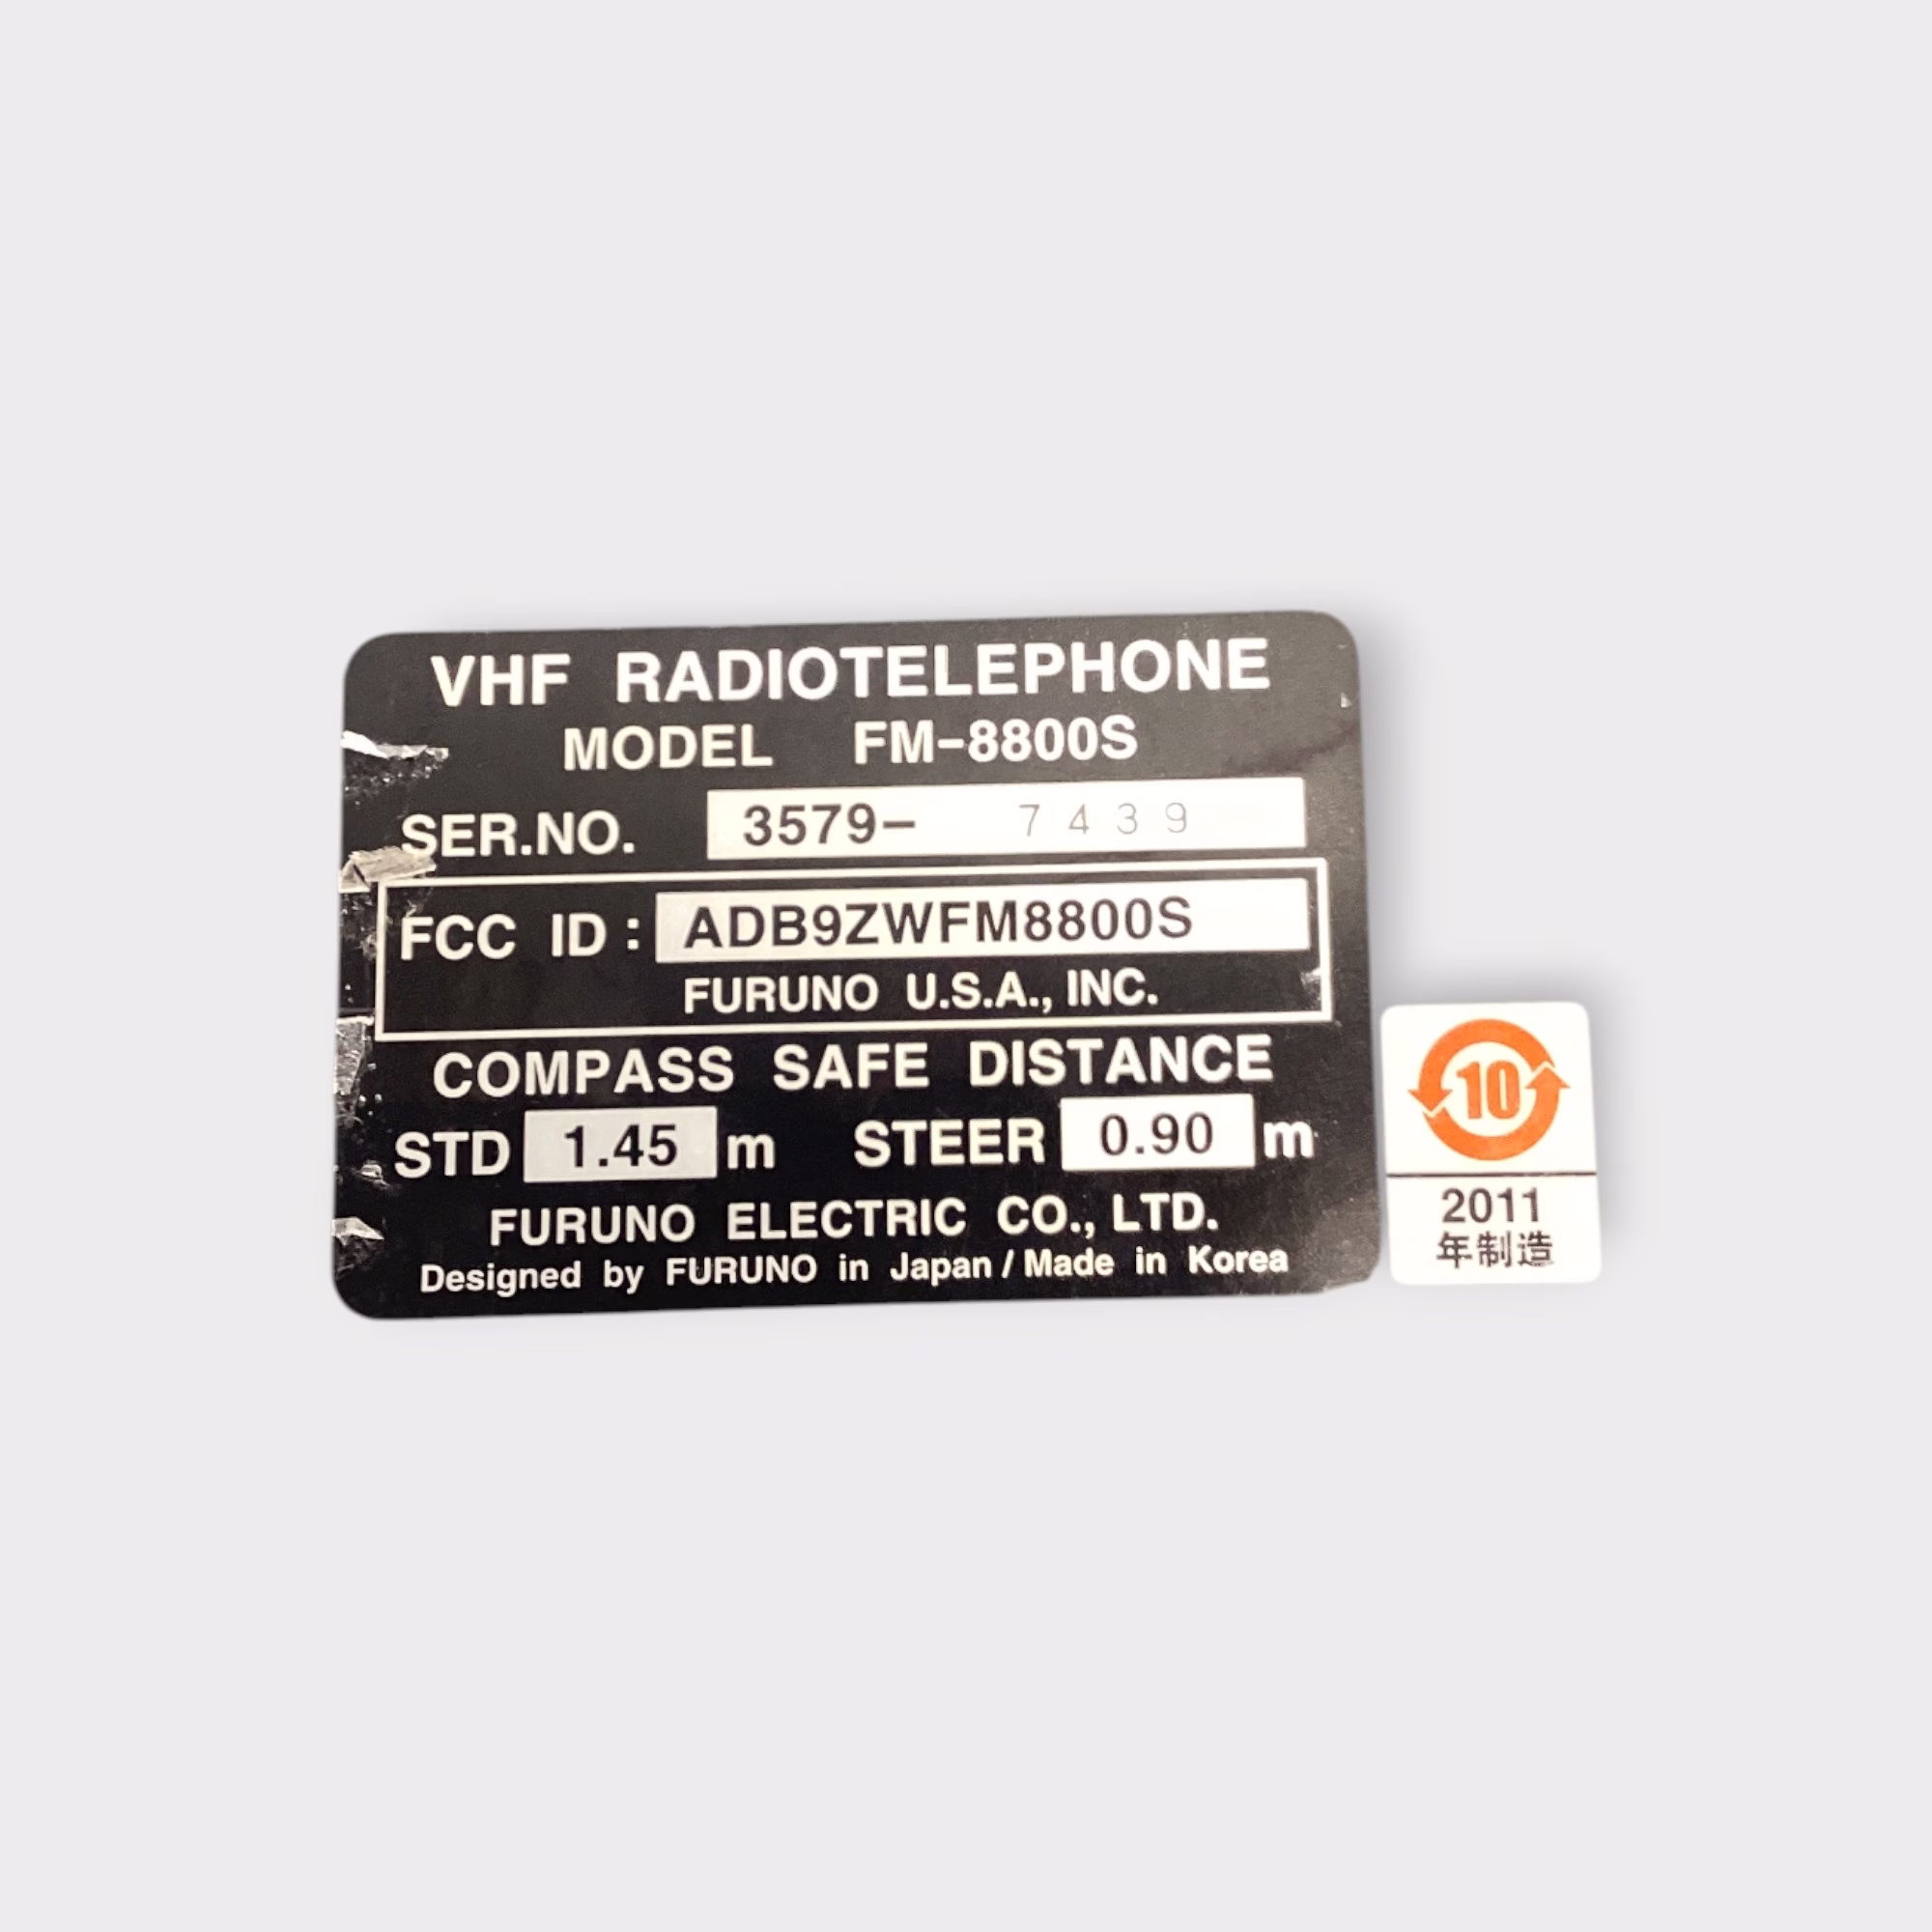 VHF RADIOTELEPHONE
MODEL FM-8800S
SER.NO. 3579- 7439
FCC ID: ADB9ZWFM8800S
FURUNO U.S.A., INC.
COMPASS SAFE DISTANCE
STD 1.45 m STEER 0.90 m
FURUNO ELECTRIC CO., LTD.
Designed by FURUNO in Japan / Made in Korea
10
2011
年制造